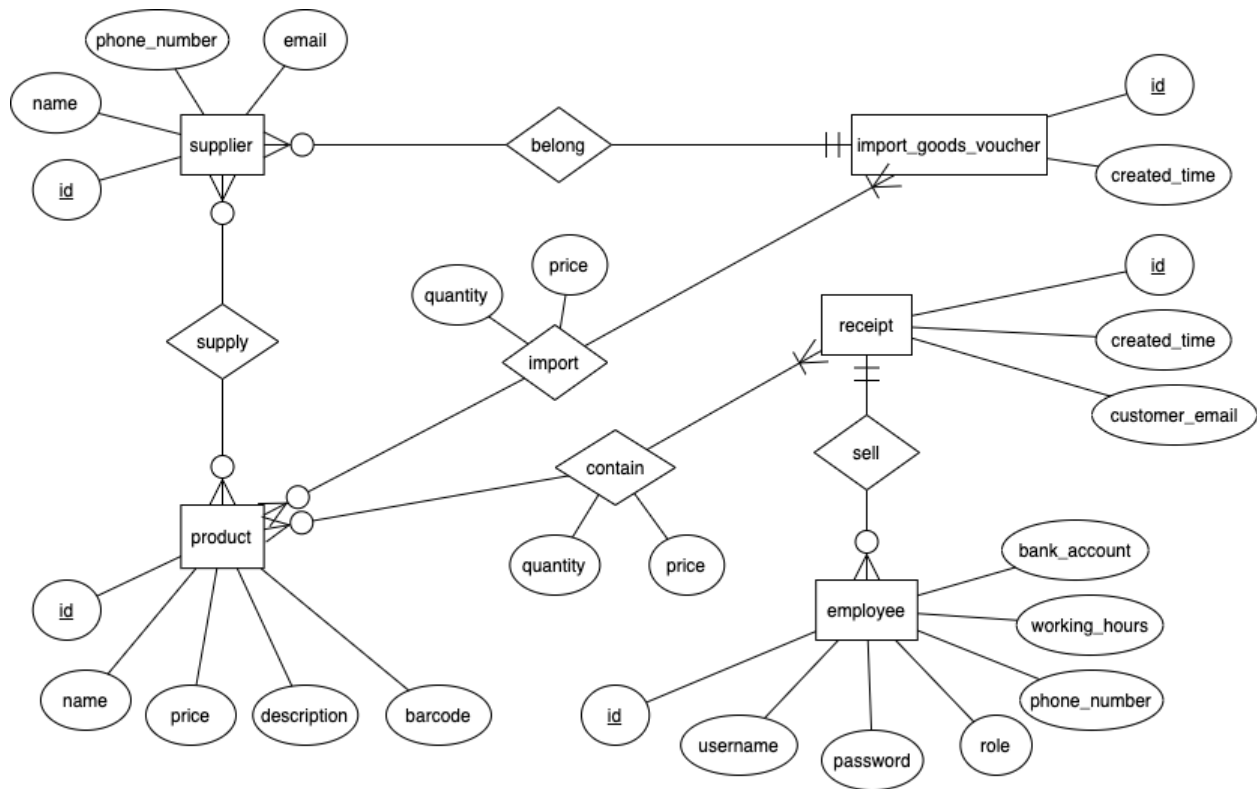 phone_number
email
name
id
supplier
belong
import_goods_voucher
id
created_time
supply
quantity
price
import
receipt
id
created_time
customer_email
sell
contain
quantity
price
product
id
name
price
description
barcode
employee
bank_account
working_hours
phone_number
id
username
password
role